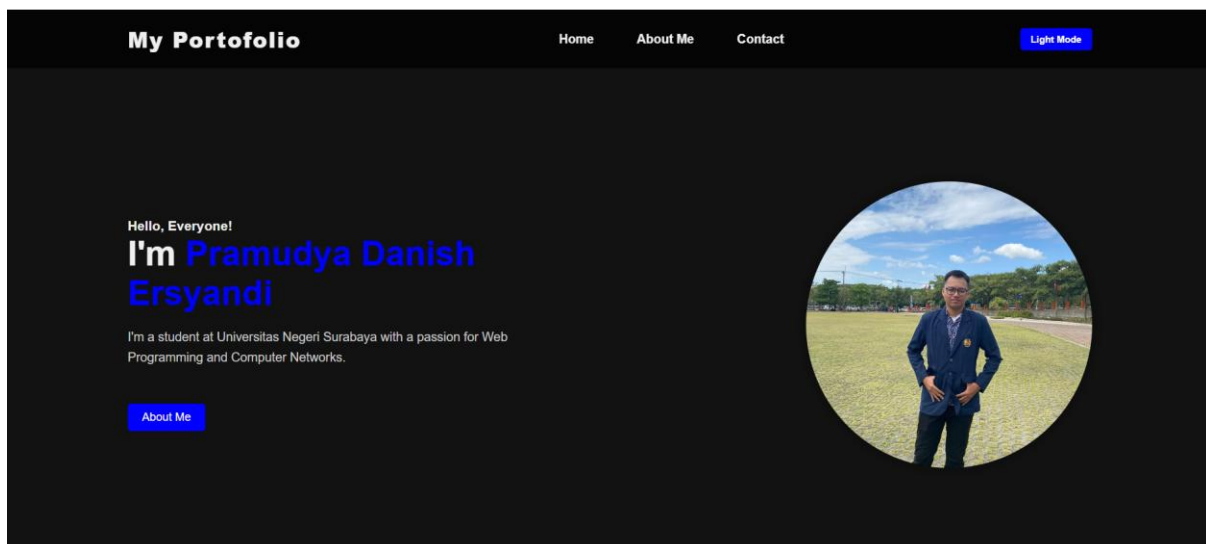 My Portofolio
Home
About Me
Contact
Light Mode
Hello, Everyone!
I'm Pramudya Danish
Ersyandi
I'm a student at Universitas Negeri Surabaya with a passion for Web
Programming and Computer Networks.
About Me